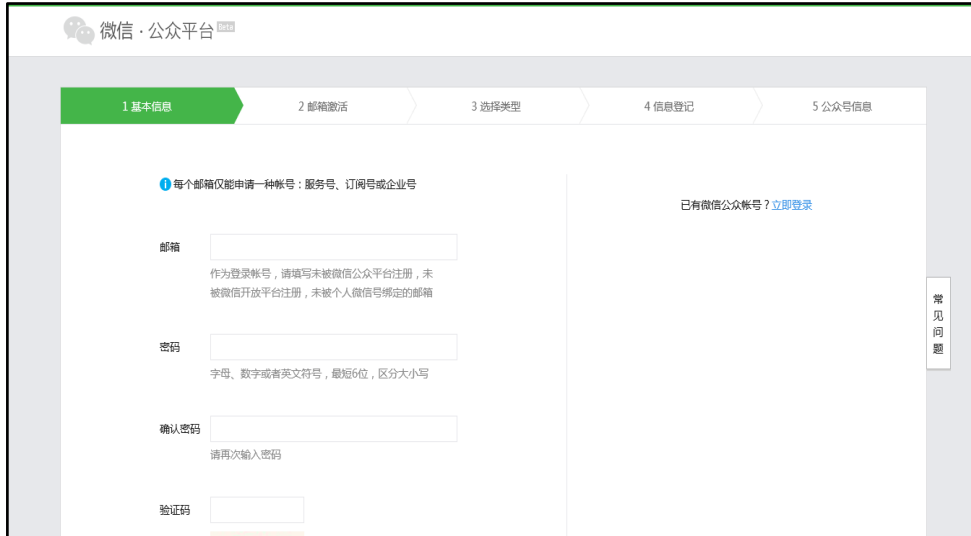 微信·公众平台 Beta
1 基本信息
2 邮箱激活
3 选择类型
4 信息登记
5 公众号信息
每个邮箱仅能申请一种帐号：服务号、订阅号或企业号
已有微信公众帐号？立即登录
邮箱
作为登录帐号，请填写未被微信公众平台注册，未
被微信开放平台注册，未被个人微信号绑定的邮箱
密码
字母、数字或者英文符号，最短6位，区分大小写
确认密码
请再次输入密码
验证码
常
见
问
题